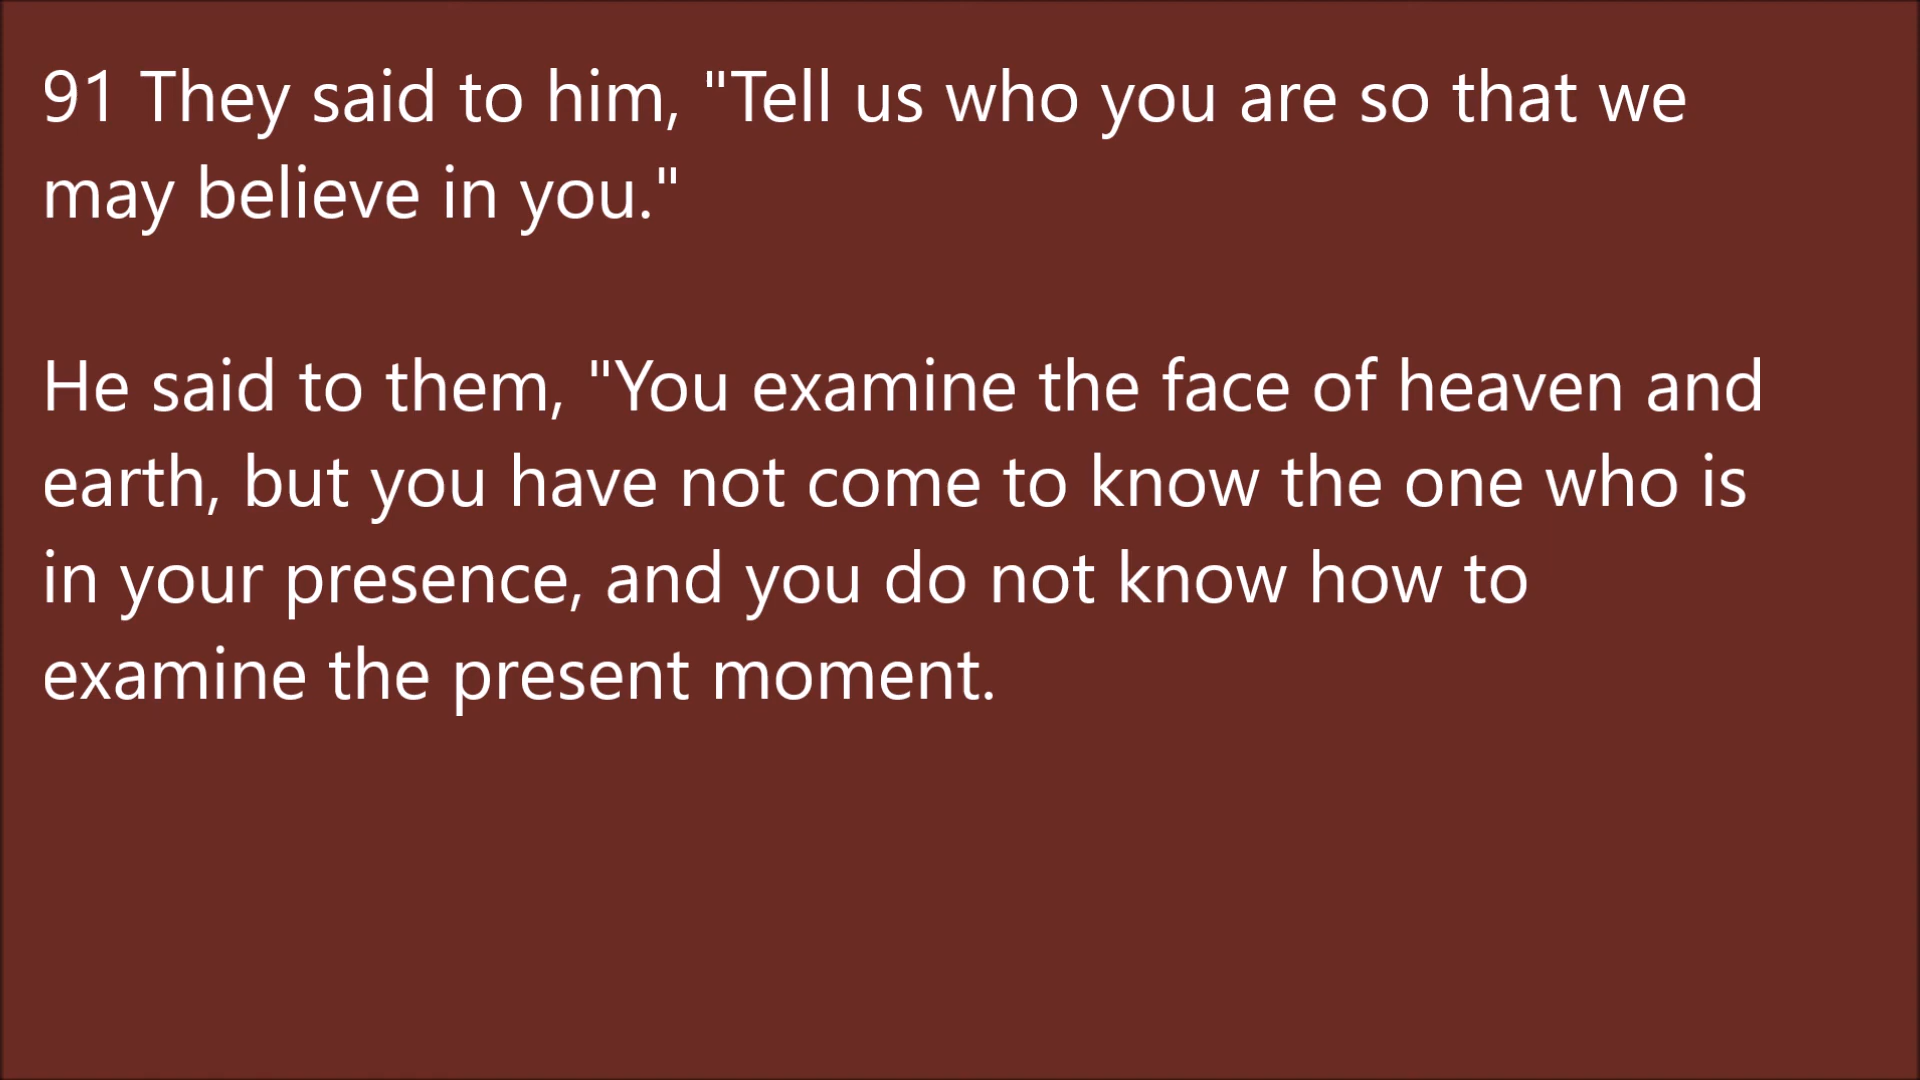 91 They said to him, "Tell us who you are so that we
may believe in you."
He said to them, "You examine the face of heaven and
earth, but you have not come to know the one who is
in your presence, and you do not know how to
examine the present moment.